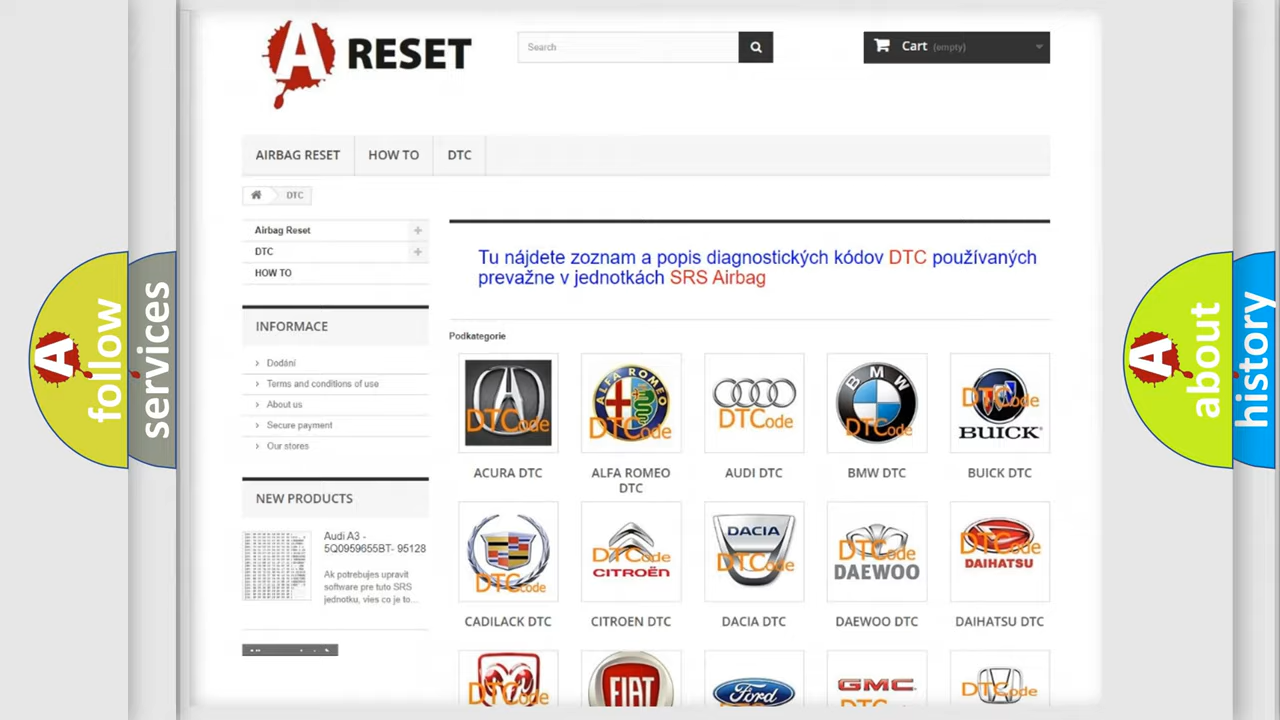 A RESET
Search
Cart (empty)
AIRBAG RESET
HOW TO
DTC
DTC
Airbag Reset
DTC
HOW TO
INFORMACE
Dodání
Terms and conditions of use
About us
Secure payment
Our stores
NEW PRODUCTS
Audi A3 -
5Q0959655BT- 95128
Ak potrebujes upravit
software pre tuto SRS
jednotku, vies co je to...
Tu nájdete zoznam a popis diagnostických kódov DTC používaných
prevažne v jednotkách SRS Airbag
Podkategorie
DTCode
ALFA ROMEO
DTCode
DTCode
BMW
DTCode
DTCode
BUICK
ACURA DTC
ALFA ROMEO
DTC
AUDI DTC
BMW DTC
BUICK DTC
DTCode
DTCode
CITROËN
DACIA
DTCode
DTCode
DAEWOO
DTCode
DAIHATSU
CADILACK DTC
CITROEN DTC
DACIA DTC
DAEWOO DTC
DAIHATSU DTC
DTCode
FIAT
Ford
GMC
DTCode
A follow
services
A about
history